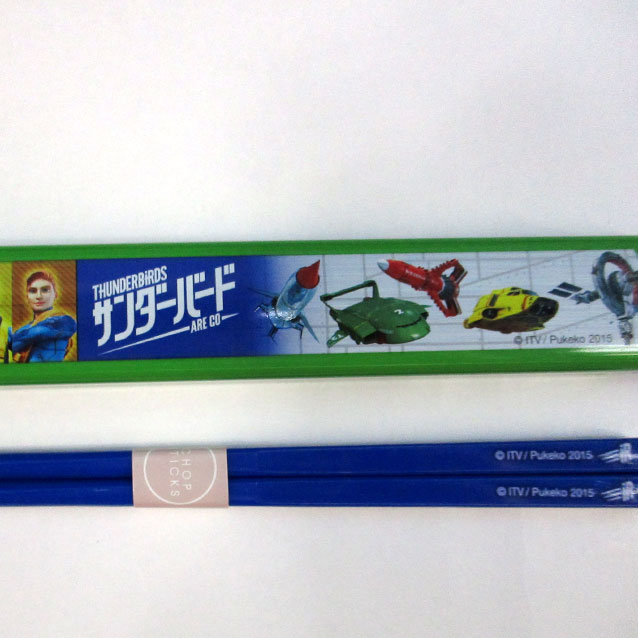 THUNDERBIRDS
サンダーバード
ARE GO
2
© ITV / Pukeko 2015
CHOP
STICKS
© ITV / Pukeko 2015
© ITV / Pukeko 2015